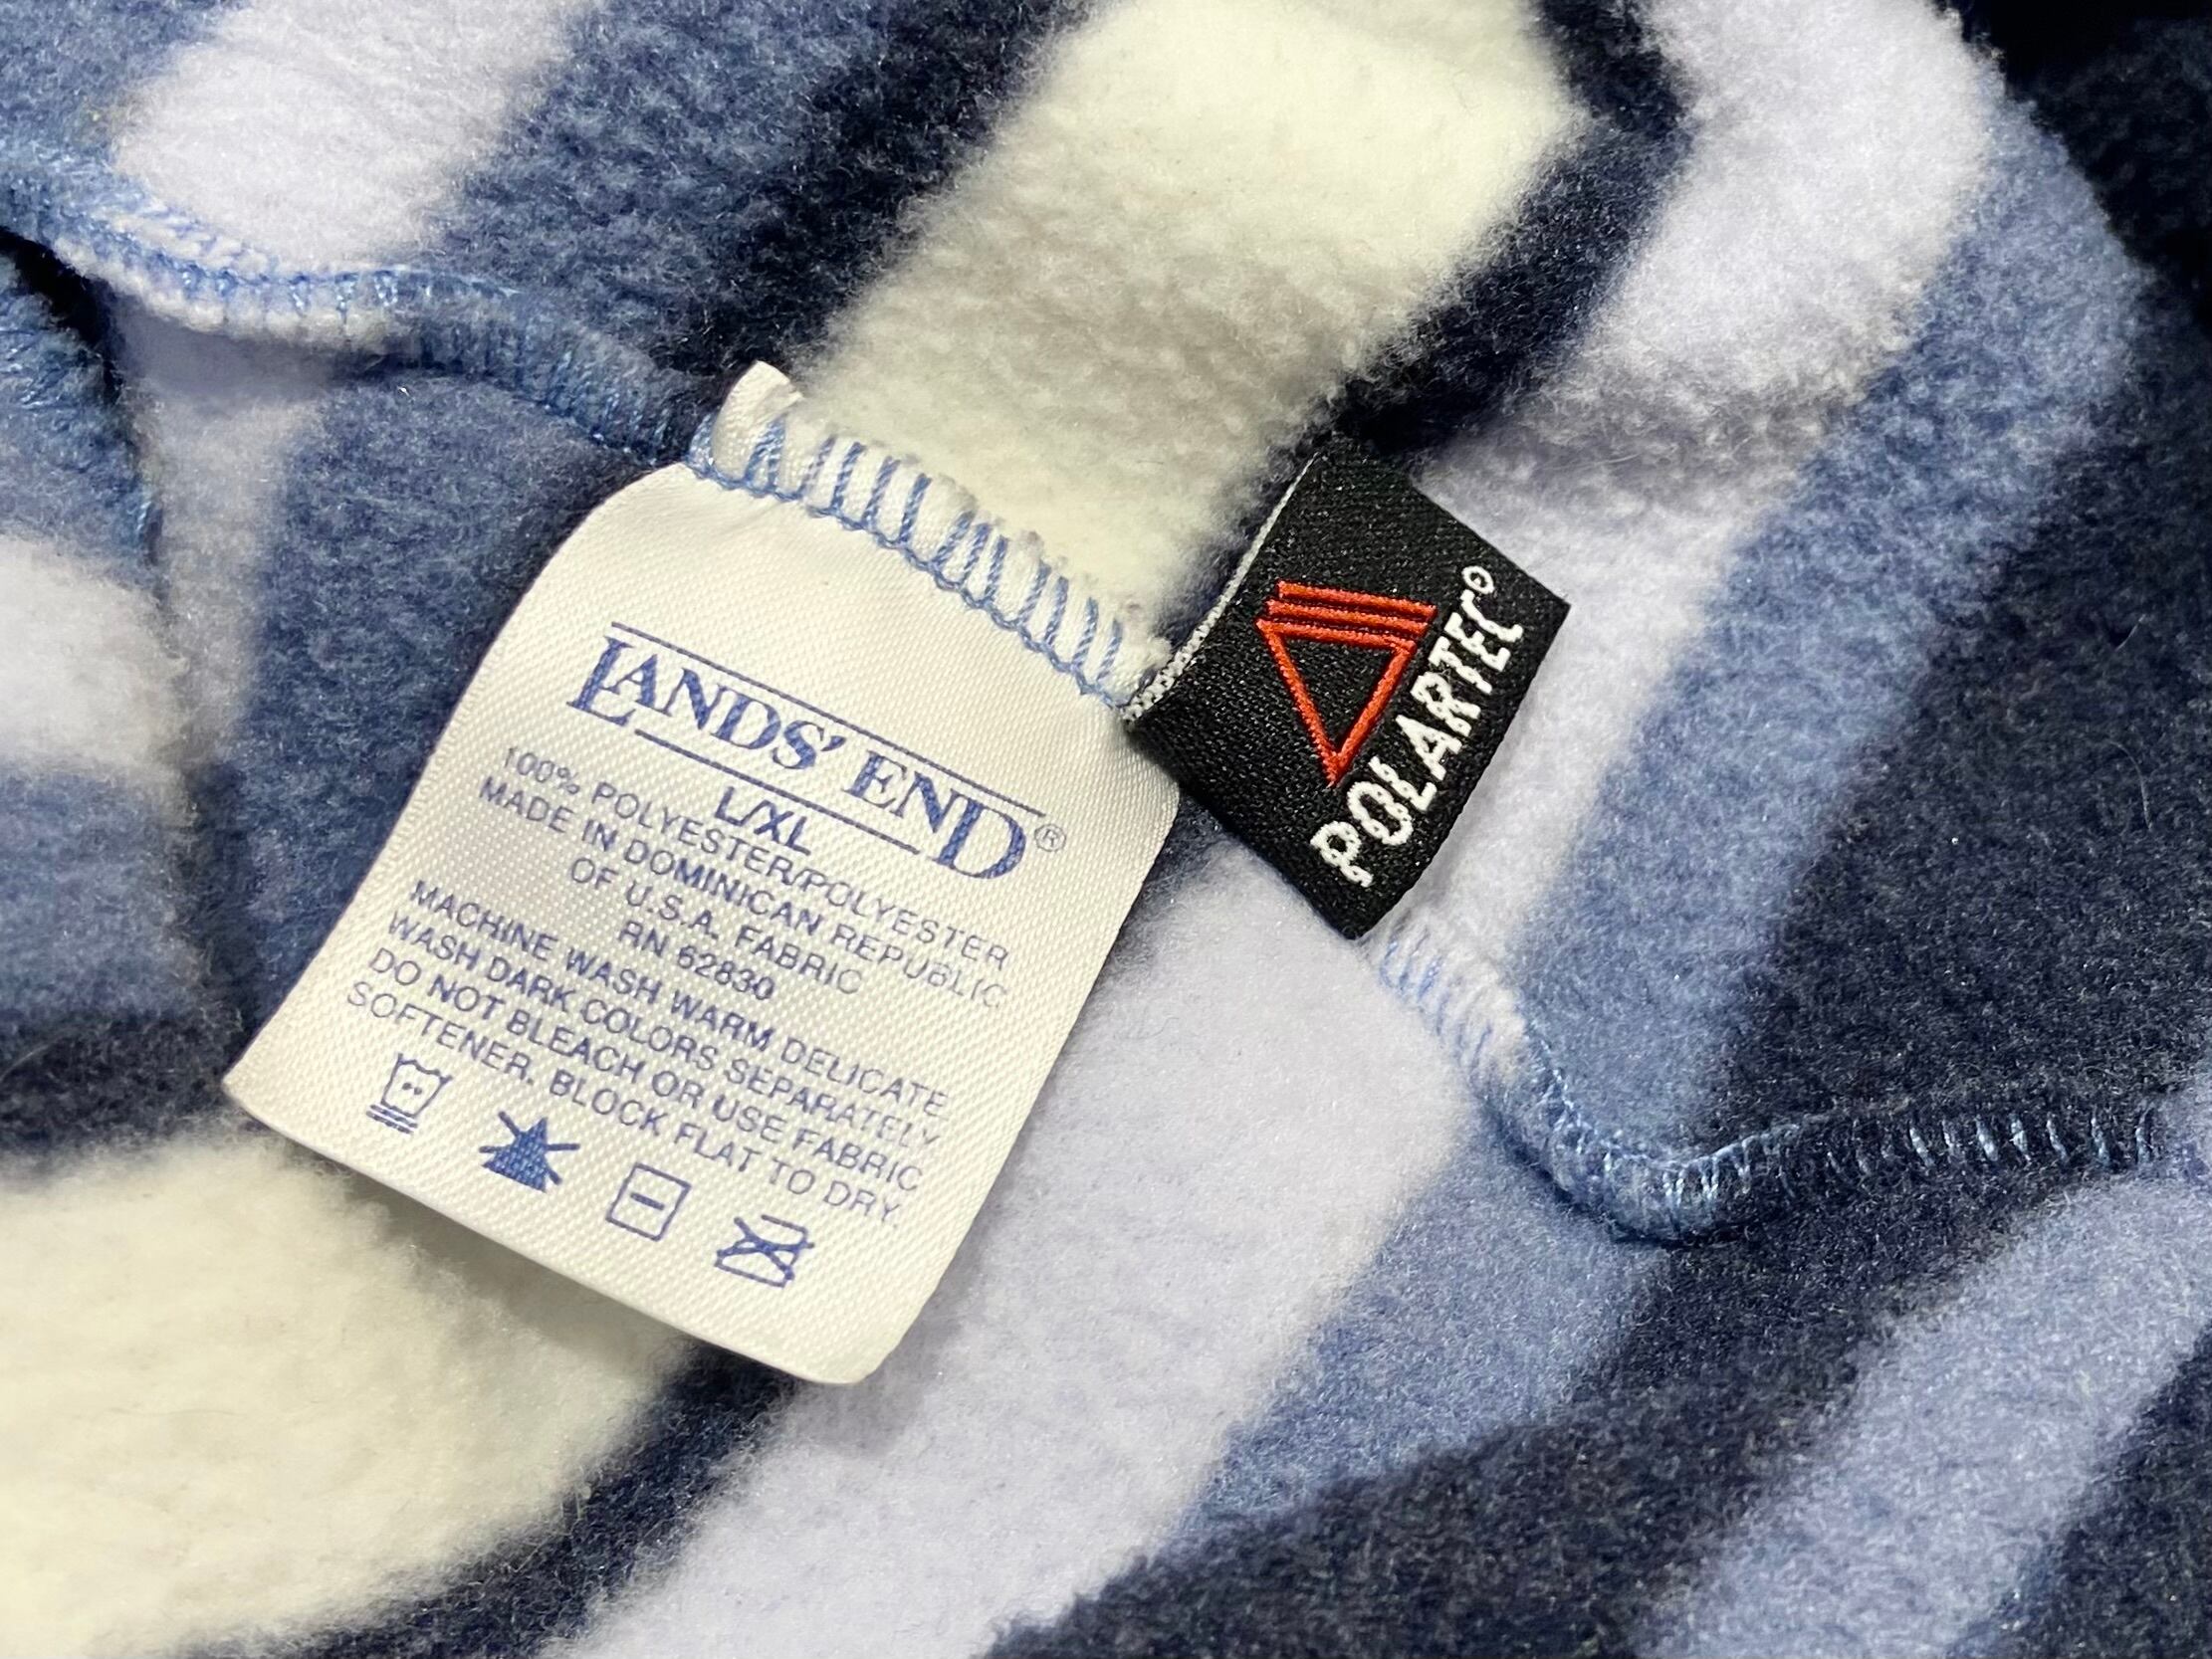 LANDS' END®
L/XL
100% POLYESTER/POLYESTER
MADE IN DOMINICAN REPUBLIC
OF U.S.A. FABRIC
RN 62830
MACHINE WASH WARM DELICATE.
WASH DARK COLORS SEPARATELY.
DO NOT BLEACH OR USE FABRIC
SOFTENER. BLOCK FLAT TO DRY.
POLARTEC®